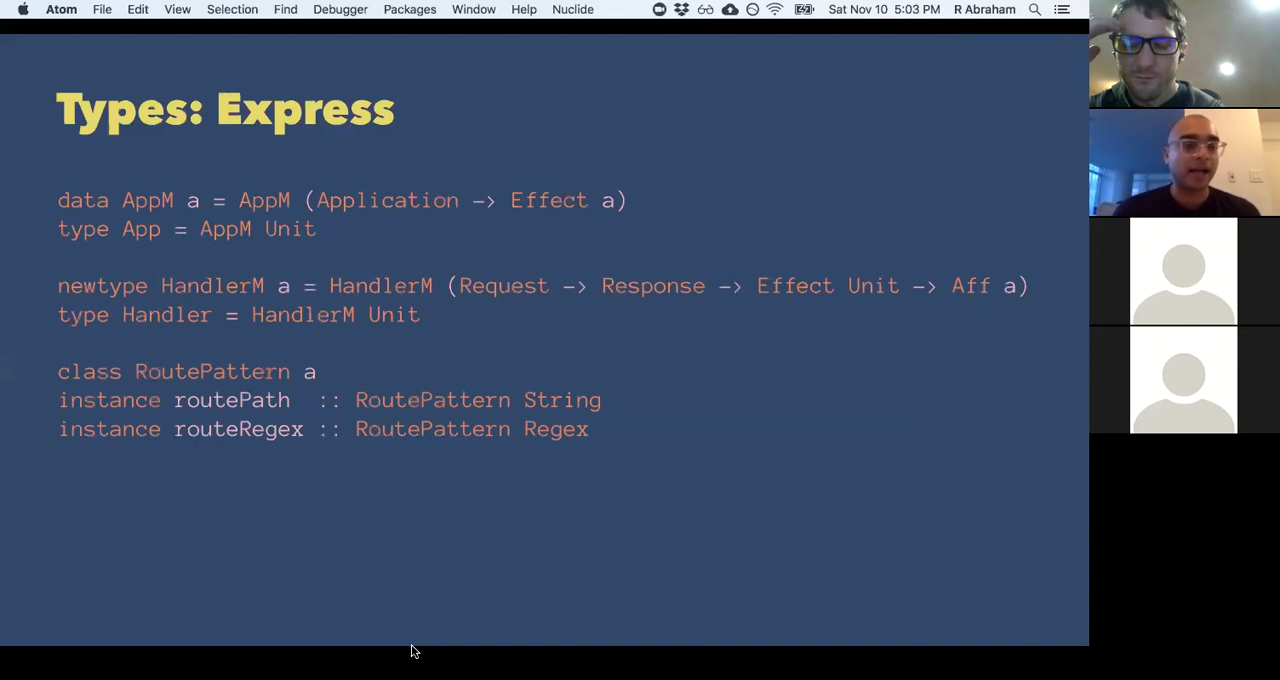 Atom File Edit View Selection Find Debugger Packages Window Help Nuclide Sat Nov 10 5:03 PM R Abraham
Types: Express
data AppM a = AppM (Application -> Effect a)
type App = AppM Unit
newtype HandlerM a = HandlerM (Request -> Response -> Effect Unit -> Aff a)
type Handler = HandlerM Unit
class RoutePattern a
instance routePath :: RoutePattern String
instance routeRegex :: RoutePattern Regex